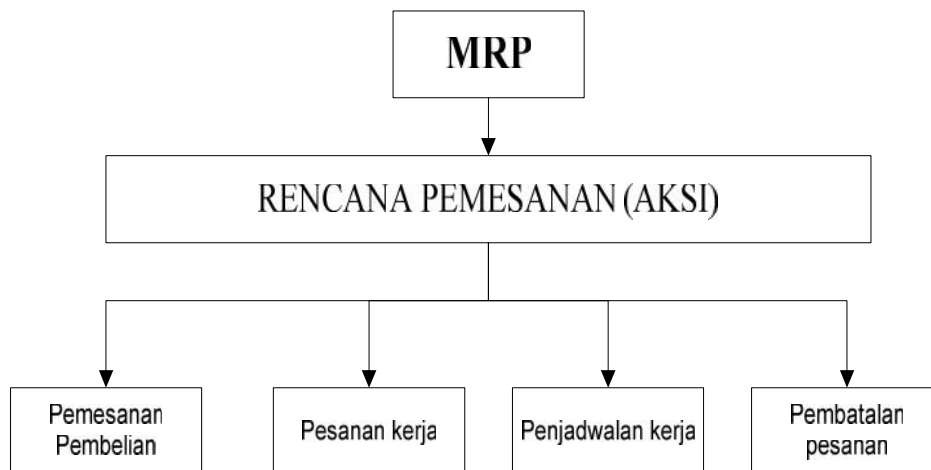 MRP
RENCANA PEMESANAN (AKSI)
Pemesanan
Pembelian
Pesanan kerja
Penjadwalan kerja
Pembatalan
pesanan